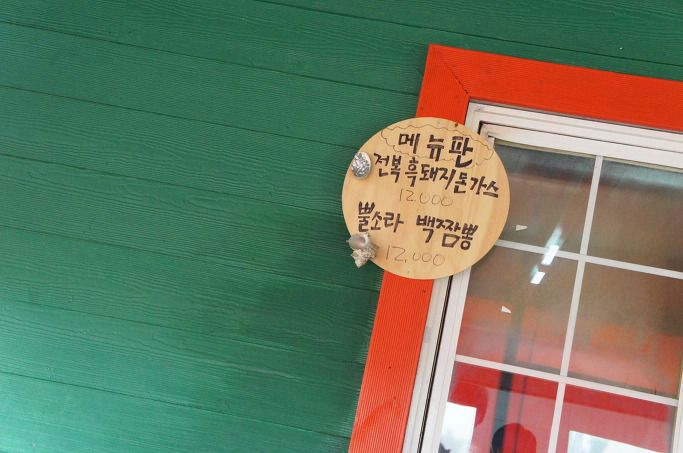 메뉴판
전복흑돼지돈가스
12.000
뿔소라 백짬뽕
12,000